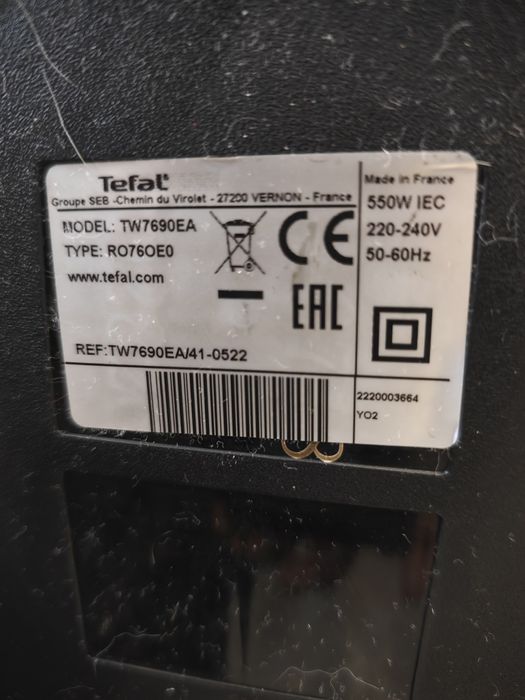 Tefal
Groupe SEB -Chemin du Virolet - 27200 VERNON - France
MODEL: TW7690EA
TYPE: RO76OE0
www.tefal.com
CE
EAC
REF:TW7690EA/41-0522
Made in France
550W IEC
220-240V
50-60Hz
2220003664
YO2